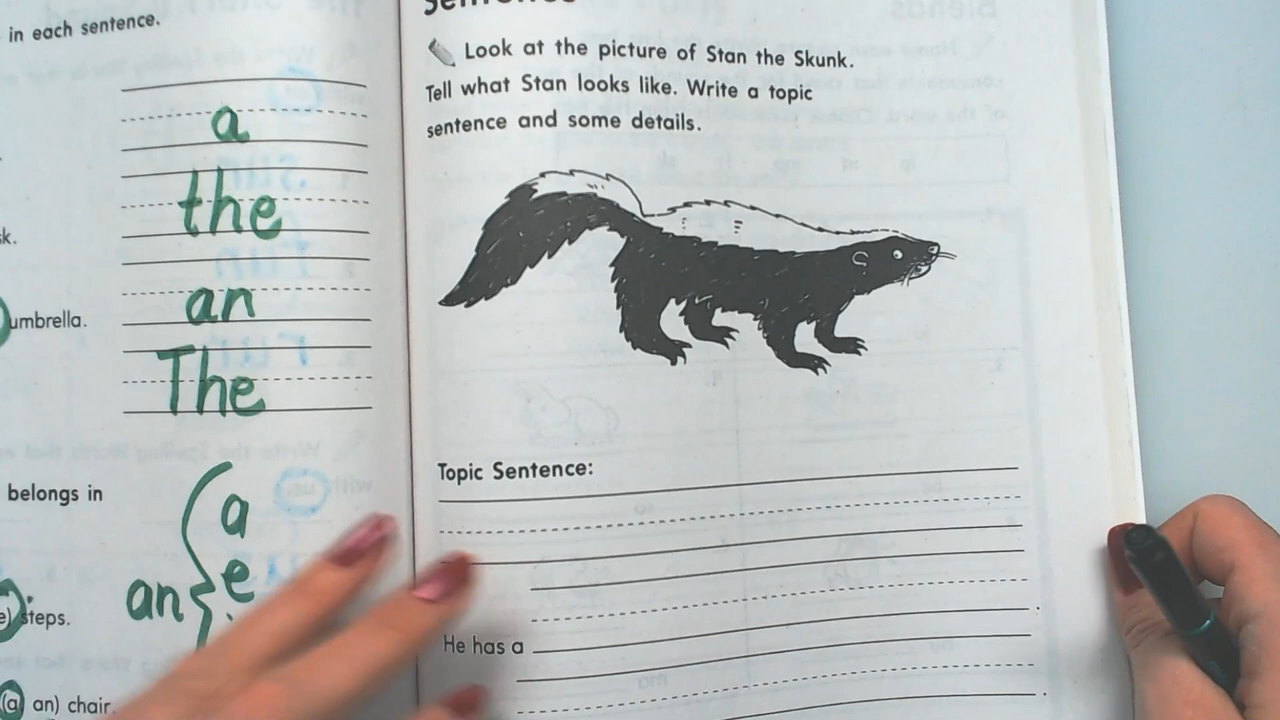 in each sentence.
a
the
k.
an
umbrella.
The
belongs in
a
e
an
steps.
(a) an) chair.
Look at the picture of Stan the Skunk.
Tell what Stan looks like. Write a topic
sentence and some details.
Topic Sentence:
He has a